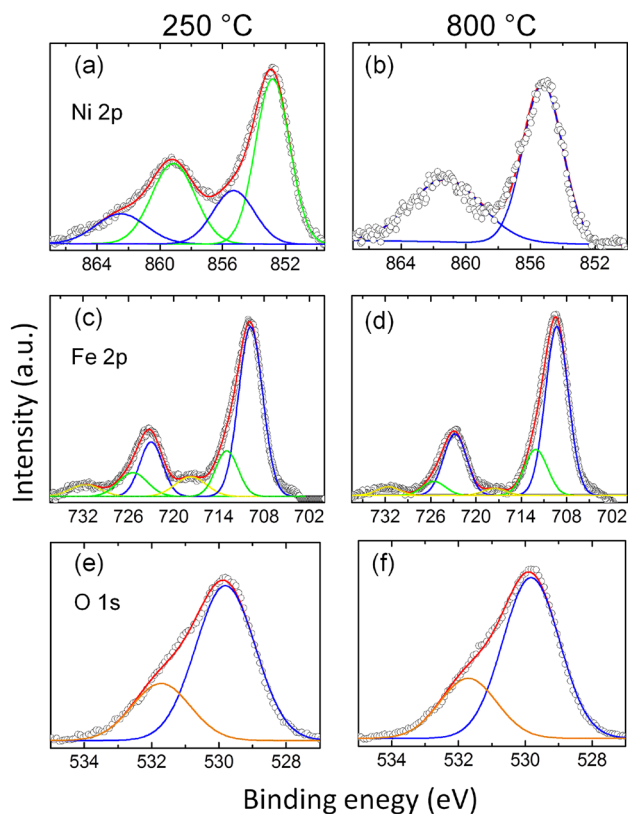 250 °C
800 °C
(a)
Ni 2p
864 860 856 852
(b)
864 860 856 852
Intensity (a.u.)
(c)
Fe 2p
732 726 720 714 708 702
(d)
732 726 720 714 708 702
(e)
O 1s
534 532 530 528
(f)
534 532 530 528
Binding enegy (eV)